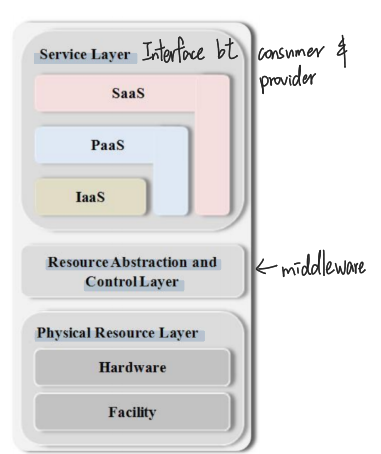 Service Layer Interface bt consumer &
provider
SaaS
PaaS
IaaS
Resource Abstraction and
Control Layer
← middleware
Physical Resource Layer
Hardware
Facility